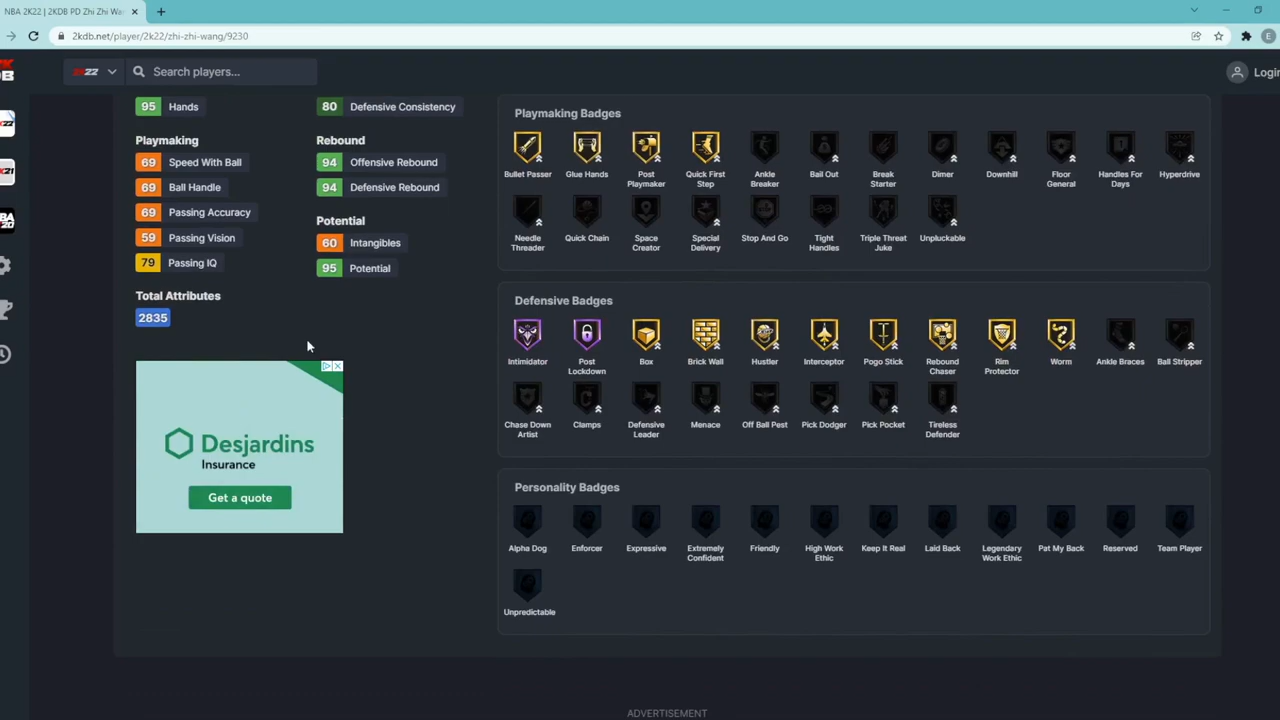 NBA 2K22 | 2KDB PD Zhi Zhi Wa
2kdb.net/player/2k22/zhi-zhi-wang/9230
E
2K
DB
2K22
Search players...
Login
95 Hands
80 Defensive Consistency
Playmaking
69 Speed With Ball
69 Ball Handle
69 Passing Accuracy
59 Passing Vision
79 Passing IQ
Total Attributes
2835
Rebound
94 Offensive Rebound
94 Defensive Rebound
Potential
60 Intangibles
95 Potential
Desjardins
Insurance
Get a quote
Playmaking Badges
Bullet Passer Glue Hands Post Playmaker Quick First Step Ankle Breaker Bail Out Break Starter Dimer Downhill Floor General Handles For Days Hyperdrive
Needle Threader Quick Chain Space Creator Special Delivery Stop And Go Tight Handles Triple Threat Juke Unpluckable
Defensive Badges
Intimidator Post Lockdown Box Brick Wall Hustler Interceptor Pogo Stick Rebound Chaser Rim Protector Worm Ankle Braces Ball Stripper
Chase Down Artist Clamps Defensive Leader Menace Off Ball Pest Pick Dodger Pick Pocket Tireless Defender
Personality Badges
Alpha Dog Enforcer Expressive Extremely Confident Friendly High Work Ethic Keep It Real Laid Back Legendary Work Ethic Pat My Back Reserved Team Player
Unpredictable
ADVERTISEMENT